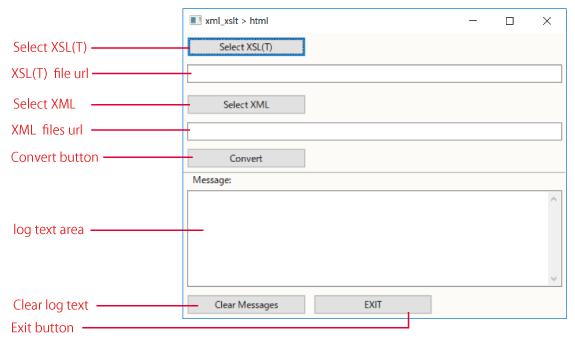 xml_xslt > html
Select XSL(T)
Select XSL(T)
XSL(T) file url
Select XML
Select XML
XML files url
Convert button
Convert
Message:
log text area
Clear log text
Clear Messages
EXIT
Exit button